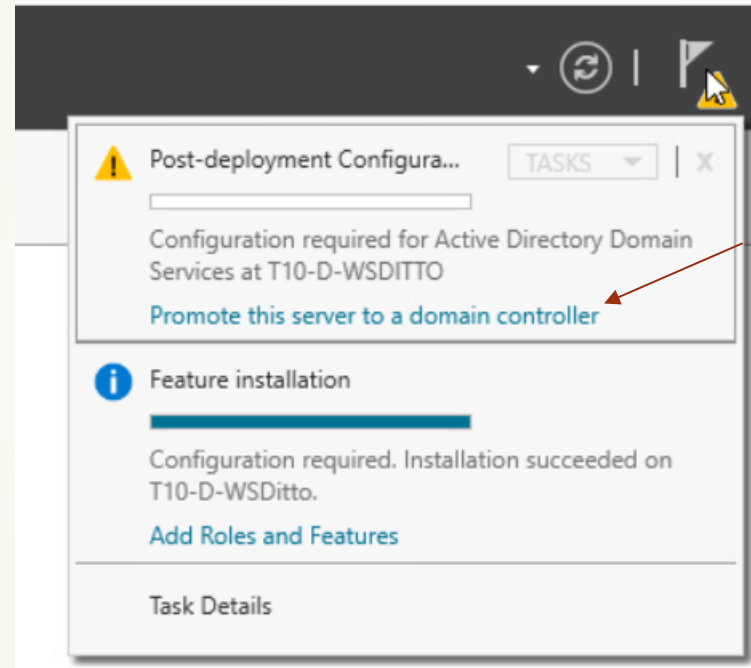 Post-deployment Configura...
TASKS
X
Configuration required for Active Directory Domain
Services at T10-D-WSDITTO
Promote this server to a domain controller
Feature installation
Configuration required. Installation succeeded on
T10-D-WSDitto.
Add Roles and Features
Task Details